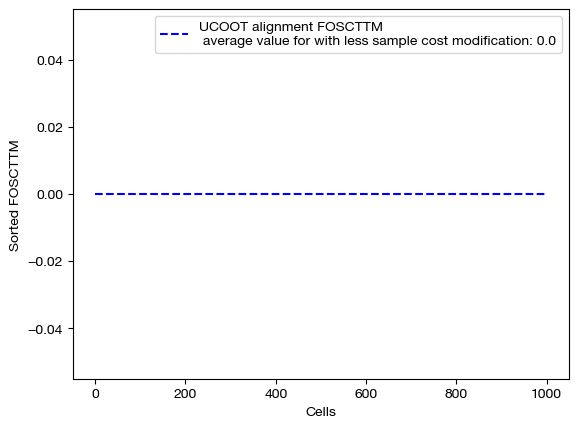 UCOOT alignment FOSCTTM
average value for with less sample cost modification: 0.0
0.04
0.02
0.00
−0.02
−0.04
Sorted FOSCTTM
0 200 400 600 800 1000
Cells